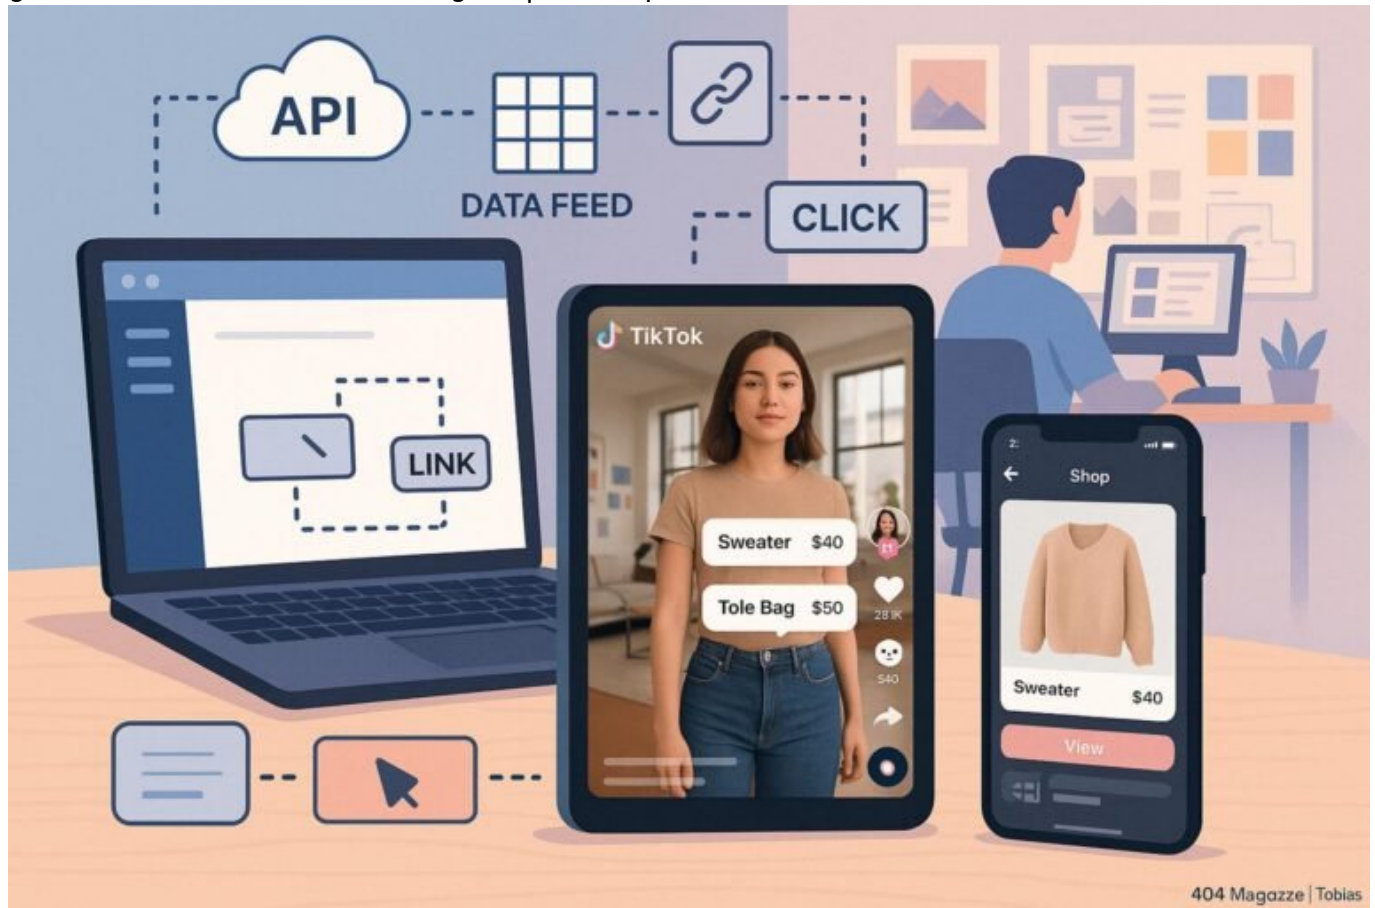 API
DATA FEED
CLICK
LINK
TikTok
Sweater $40
Tole Bag $50
28.1K
540
2:
Shop
Sweater $40
View
404 Magazze | Tobias